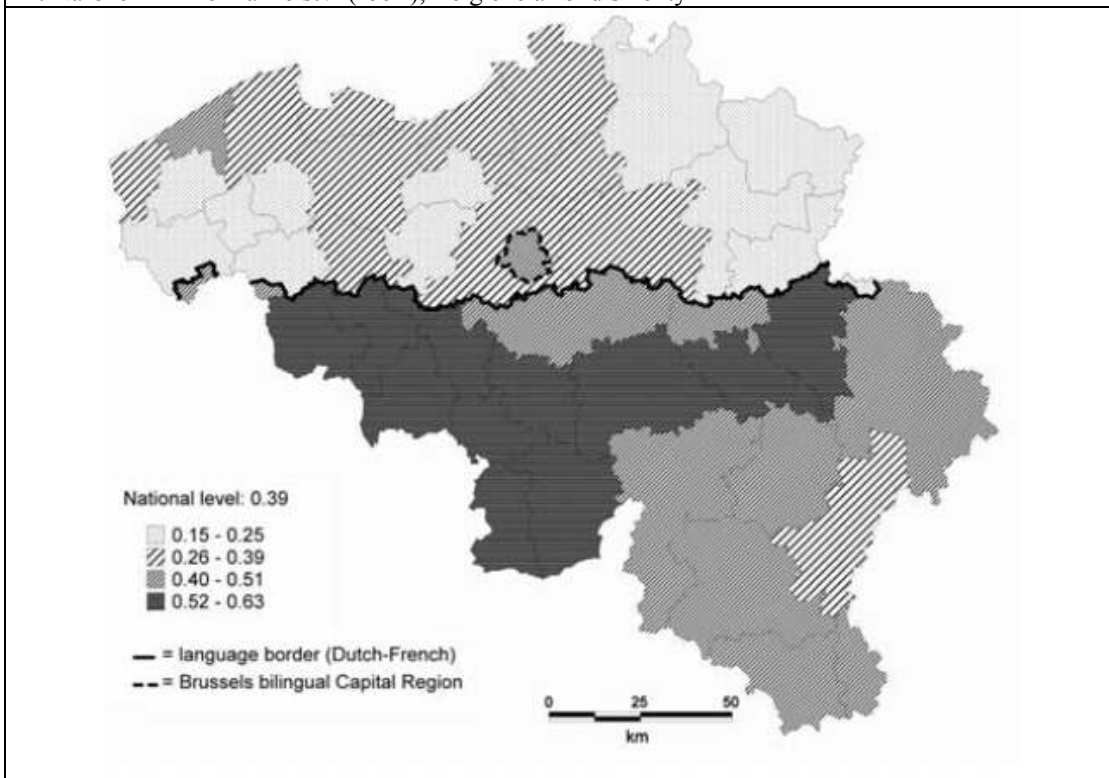 National level: 0.39
0.15 - 0.25
0.26 - 0.39
0.40 - 0.51
0.52 - 0.63
= language border (Dutch-French)
= Brussels bilingual Capital Region
0 25 50
km